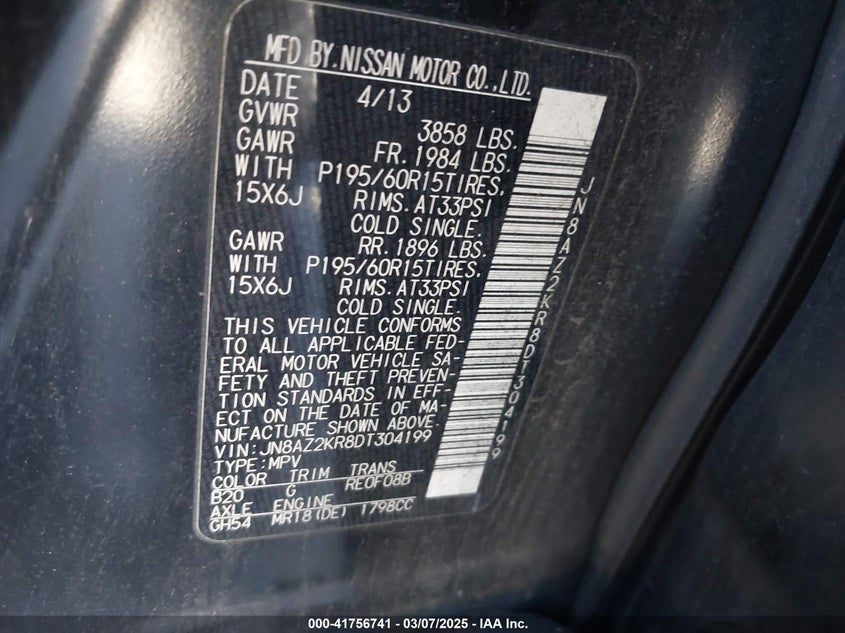 MFD BY.NISSAN MOTOR CO.,LTD.
DATE 4/13
GVWR 3858 LBS.
GAWR FR.1984 LBS.
WITH P195/60R15TIRES,
15X6J RIMS.AT33PSI
COLD SINGLE.
GAWR RR.1896 LBS.
WITH P195/60R15TIRES,
15X6J RIMS.AT33PSI
COLD SINGLE.
THIS VEHICLE CONFORMS
TO ALL APPLICABLE FED-
ERAL MOTOR VEHICLE SA-
FETY AND THEFT PREVEN-
TION STANDARDS IN EFF-
ECT ON THE DATE OF MA-
NUFACTURE SHOWN ABOVE.
VIN:JN8AZ2KR8DT304199
TYPE:MPV
COLOR TRIM TRANS
B20 G RE0F08B
AXLE ENGINE
GH54 MR18(DE) 1798CC
JN8AZ2KR8DT304199
000-41756741 - 03/07/2025 - IAA Inc.